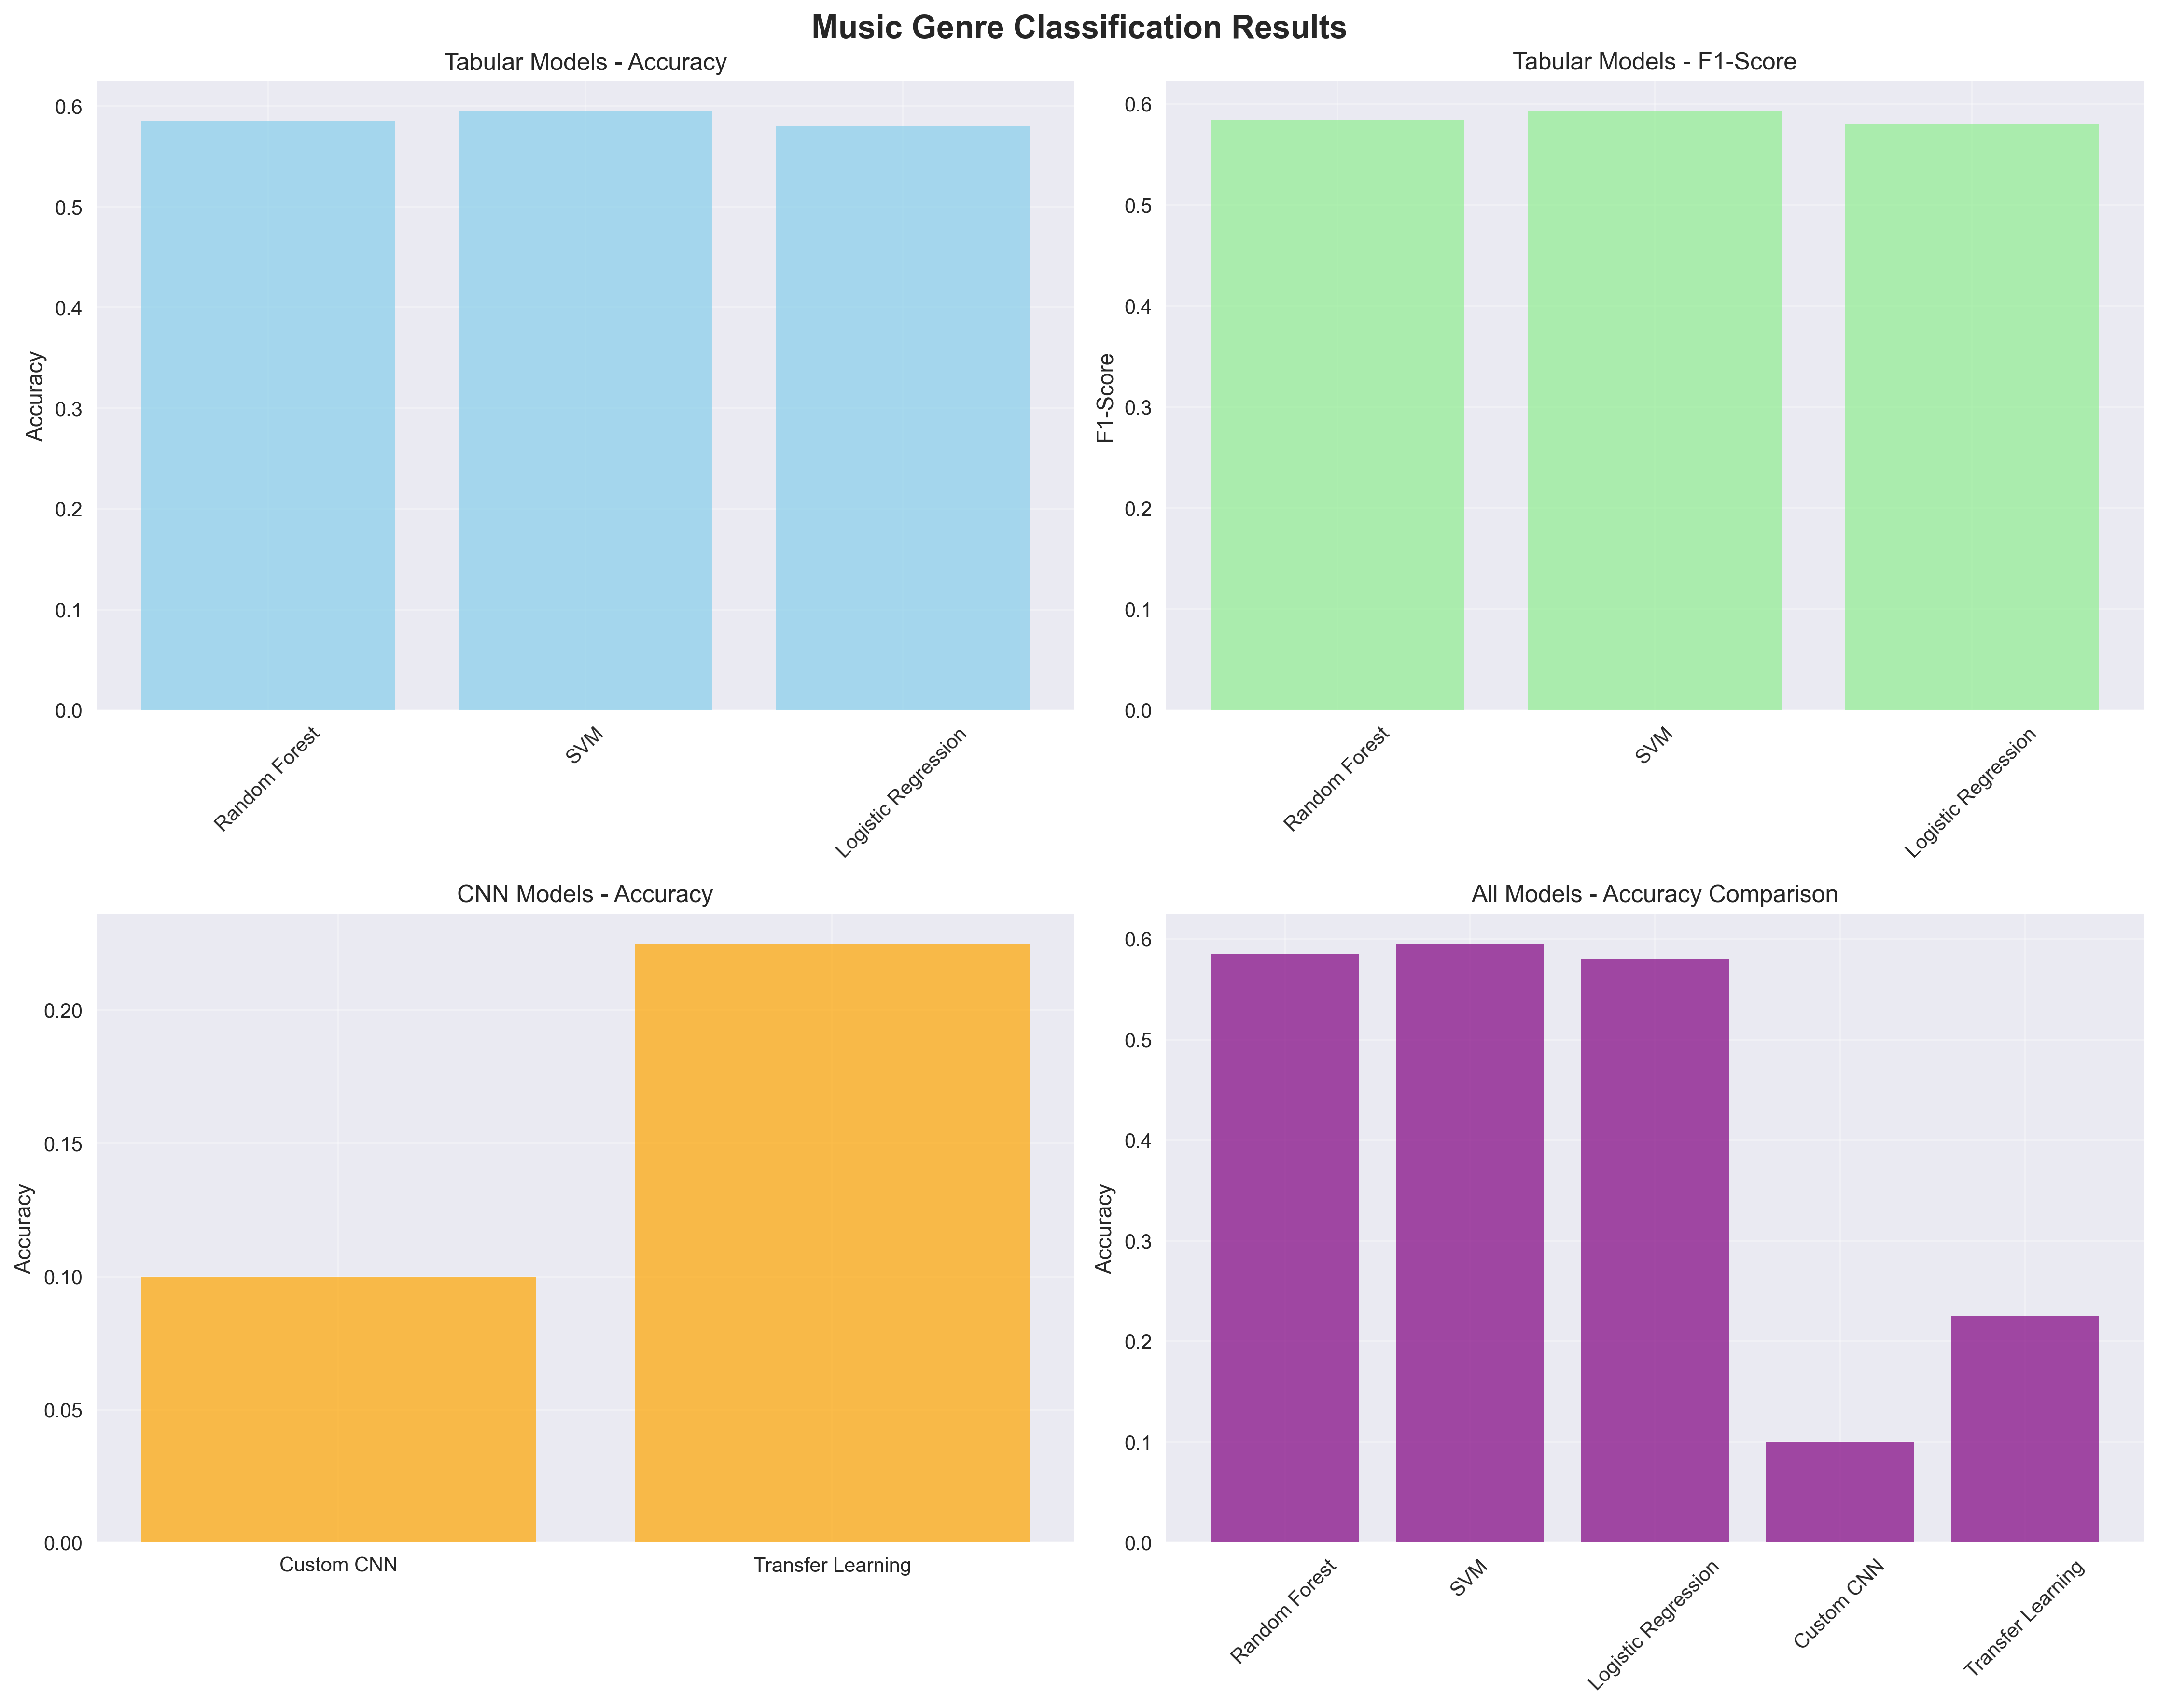 Music Genre Classification Results
Tabular Models - Accuracy
Accuracy
0.6
0.5
0.4
0.3
0.2
0.1
0.0
Random Forest
SVM
Logistic Regression
Tabular Models - F1-Score
F1-Score
0.6
0.5
0.4
0.3
0.2
0.1
0.0
Random Forest
SVM
Logistic Regression
CNN Models - Accuracy
Accuracy
0.20
0.15
0.10
0.05
0.00
Custom CNN
Transfer Learning
All Models - Accuracy Comparison
Accuracy
0.6
0.5
0.4
0.3
0.2
0.1
0.0
Random Forest
SVM
Logistic Regression
Custom CNN
Transfer Learning